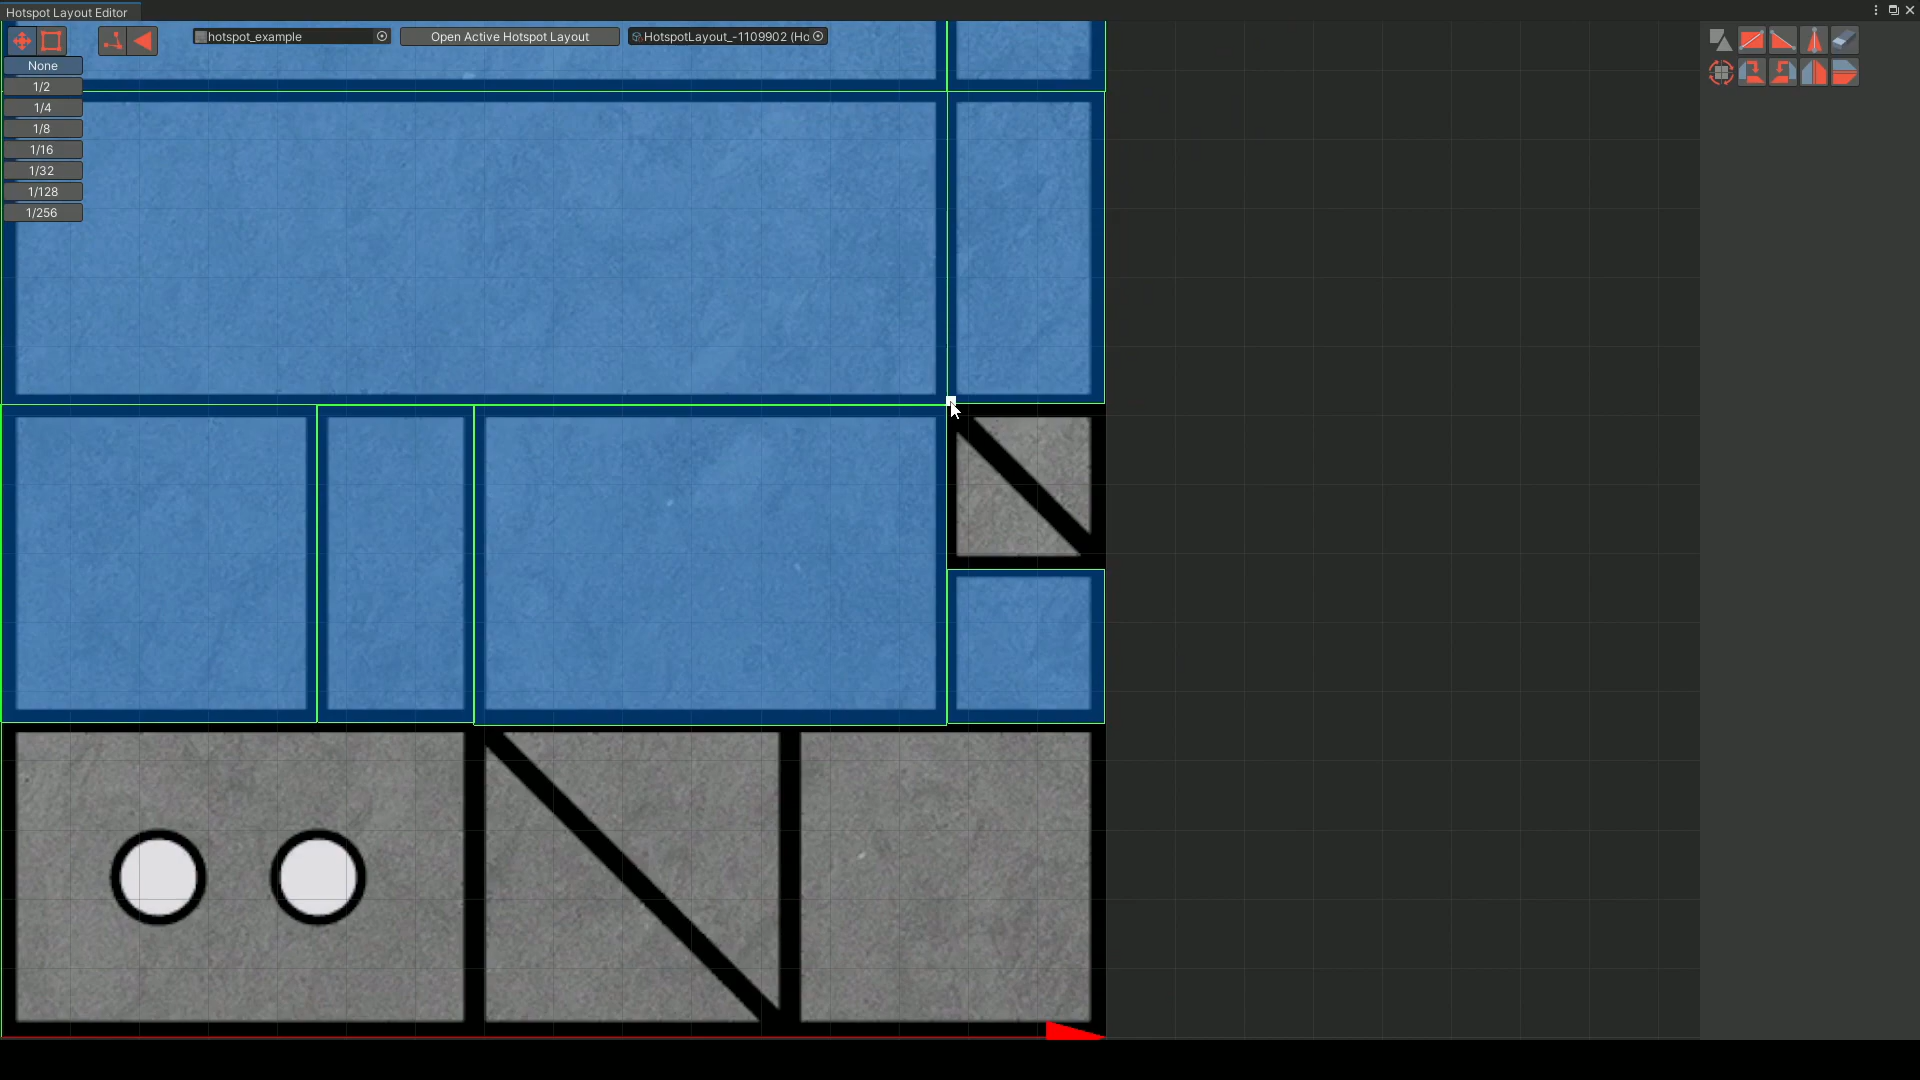 Hotspot Layout Editor
hotspot_example
Open Active Hotspot Layout
HotspotLayout_-1109902 (Ho
None
1/2
1/4
1/8
1/16
1/32
1/128
1/256